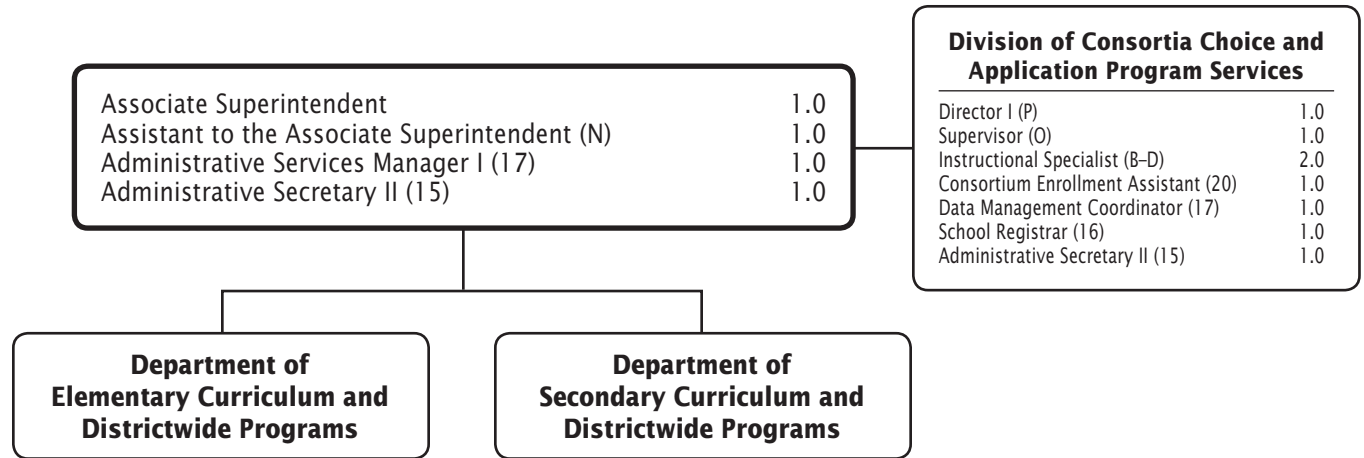 Associate Superintendent 1.0
Assistant to the Associate Superintendent (N) 1.0
Administrative Services Manager I (17) 1.0
Administrative Secretary II (15) 1.0
Division of Consortia Choice and
Application Program Services
Director I (P) 1.0
Supervisor (O) 1.0
Instructional Specialist (B–D) 2.0
Consortium Enrollment Assistant (20) 1.0
Data Management Coordinator (17) 1.0
School Registrar (16) 1.0
Administrative Secretary II (15) 1.0
Department of
Elementary Curriculum and
Districtwide Programs
Department of
Secondary Curriculum and
Districtwide Programs